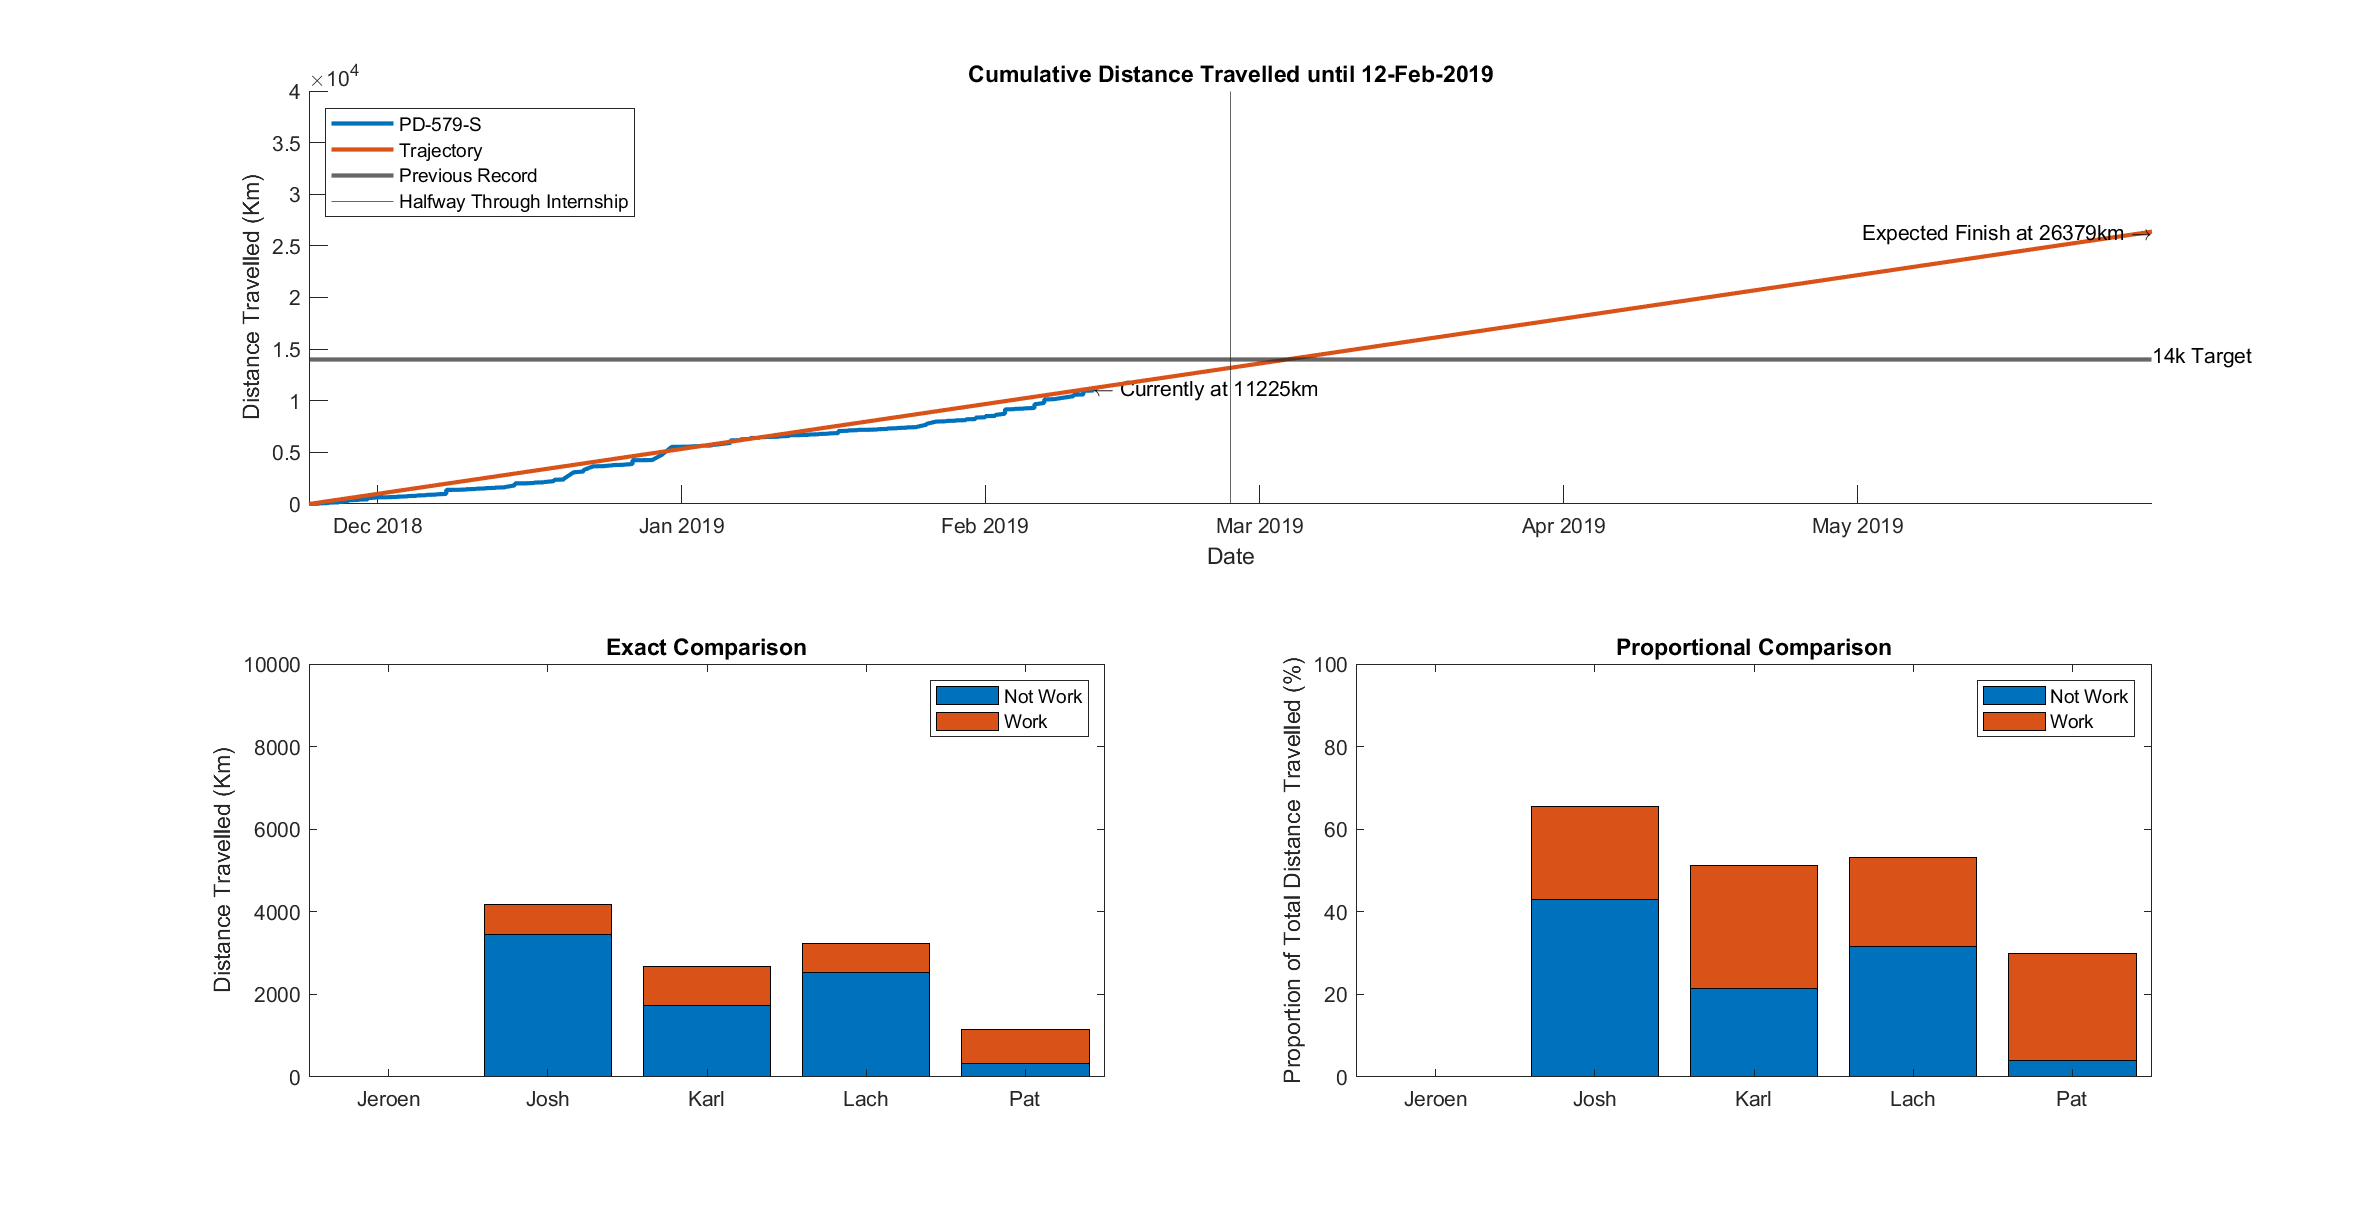 Cumulative Distance Travelled until 12-Feb-2019
×10^4
4
3.5
3
2.5
2
1.5
1
0.5
0
Distance Travelled (Km)
PD-579-S
Trajectory
Previous Record
Halfway Through Internship
Expected Finish at 26379km →
14k Target
← Currently at 11225km
Dec 2018
Jan 2019
Feb 2019
Mar 2019
Apr 2019
May 2019
Date
Exact Comparison
10000
8000
6000
4000
2000
0
Distance Travelled (Km)
Not Work
Work
Jeroen
Josh
Karl
Lach
Pat
Proportional Comparison
100
80
60
40
20
0
Proportion of Total Distance Travelled (%)
Not Work
Work
Jeroen
Josh
Karl
Lach
Pat